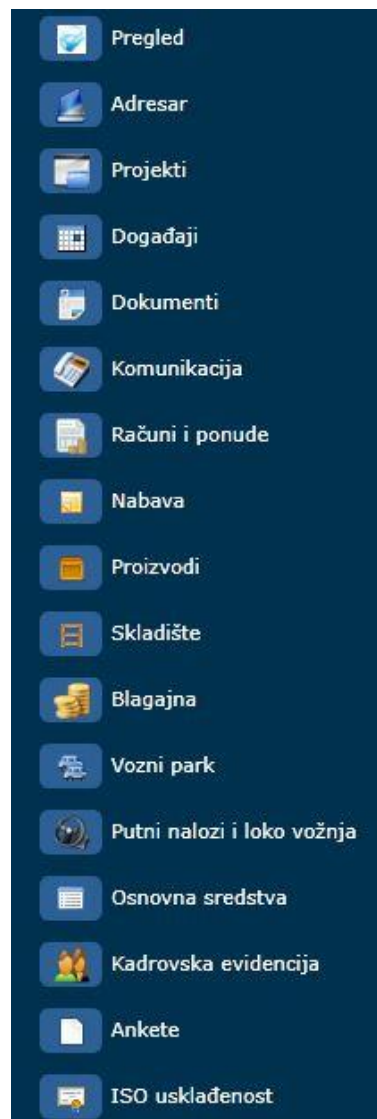 Pregled
Adresar
Projekti
Događaji
Dokumenti
Komunikacija
Računi i ponude
Nabava
Proizvodi
Skladište
Blagajna
Vozni park
Putni nalozi i loko vožnja
Osnovna sredstva
Kadrovska evidencija
Ankete
ISO usklađenost